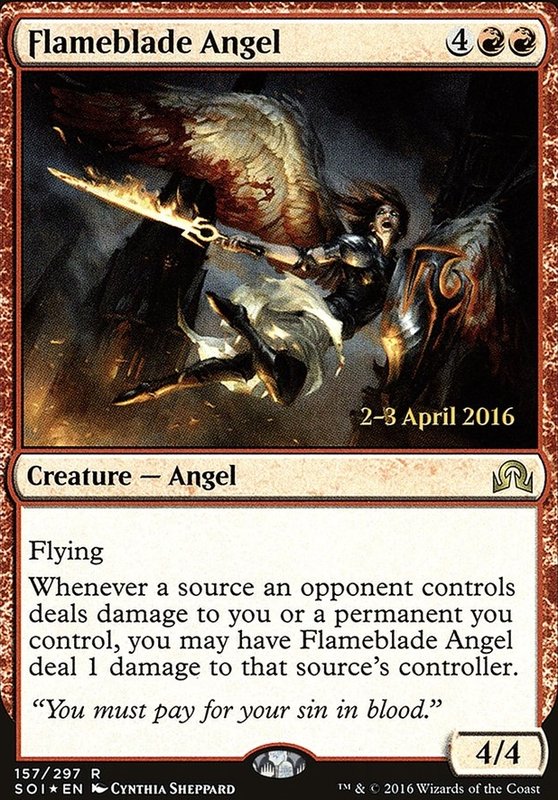 Flameblade Angel 4
2-3 April 2016
Creature — Angel
Flying
Whenever a source an opponent controls
deals damage to you or a permanent you
control, you may have Flameblade Angel
deal 1 damage to that source's controller.
“You must pay for your sin in blood.”
4/4
157/297 R
SOI★EN Cynthia Sheppard
™ & © 2016 Wizards of the Coast